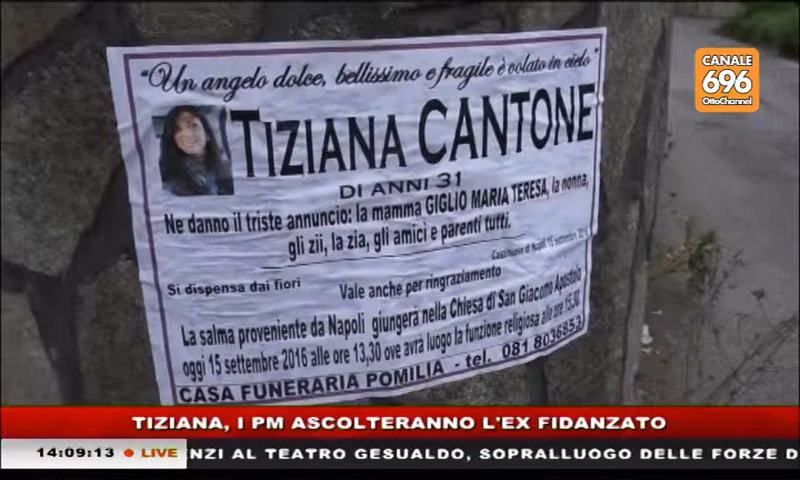 CANALE
696
OttoChannel
"Un angelo dolce, bellissimo e fragile è volato in cielo"
TIZIANA CANTONE
DI ANNI 31
Ne danno il triste annuncio: la mamma GIGLIO MARIA TERESA, la nonna,
gli zii, la zia, gli amici e parenti tutti.
Casalnuovo di Napoli 15 settembre 2016
Si dispensa dai fiori
Vale anche per ringraziamento
La salma proveniente da Napoli giungerà nella Chiesa di San Giacomo Apostolo
oggi 15 settembre 2016 alle ore 13,30 ove avrà luogo la funzione religiosa alle ore 15,30.
CASA FUNERARIA POMILIA - tel. 081 8036853
TIZIANA, I PM ASCOLTERANNO L'EX FIDANZATO
14:09:13 LIVE ENZI AL TEATRO GESUALDO, SOPRALLUOGO DELLE FORZE D